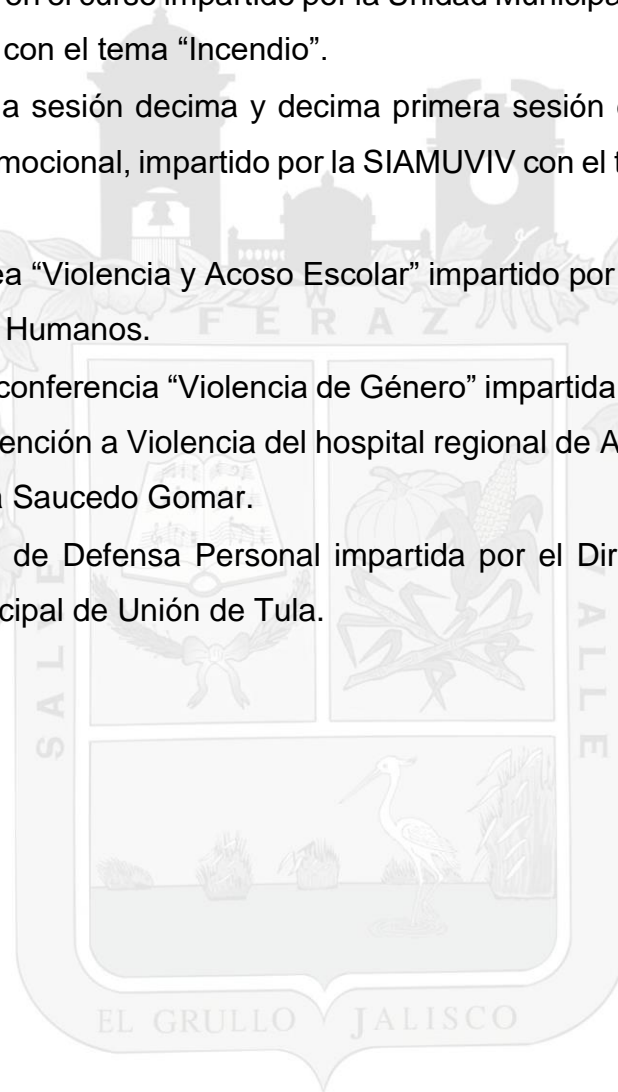 en el curso impartido por la Unidad Municipa
con el tema “Incendio”.
a sesión decima y decima primera sesión
mocional, impartido por la SIAMUVIV con el t
ea “Violencia y Acoso Escolar” impartido por
Humanos.
FERAZ
conferencia “Violencia de Género” impartida
ención a Violencia del hospital regional de A
a Saucedo Gomar.
de Defensa Personal impartida por el Dir
cipal de Unión de Tula.
SALVE
VALLE
EL GRULLO JALISCO